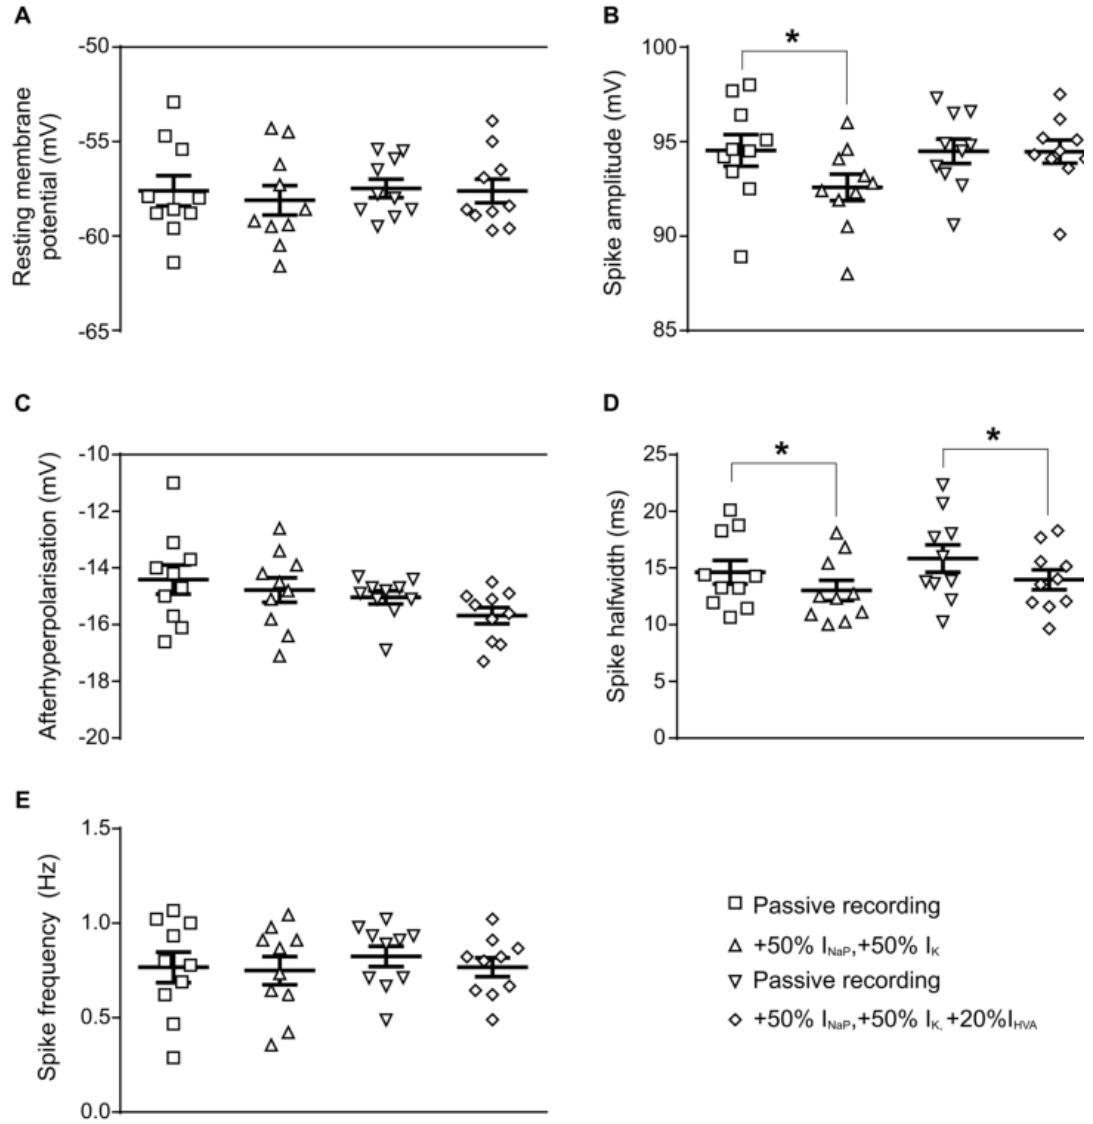 A
Resting membrane
potential (mV)
-50
-55
-60
-65
B
Spike amplitude (mV)
100
95
90
85
*
C
Afterhyperpolarisation (mV)
-10
-12
-14
-16
-18
-20
D
Spike halfwidth (ms)
25
20
15
10
5
0
*
*
E
Spike frequency (Hz)
1.5
1.0
0.5
0.0
Passive recording
+50% INaP,+50% IK
Passive recording
+50% INaP,+50% IK, +20%IHVA